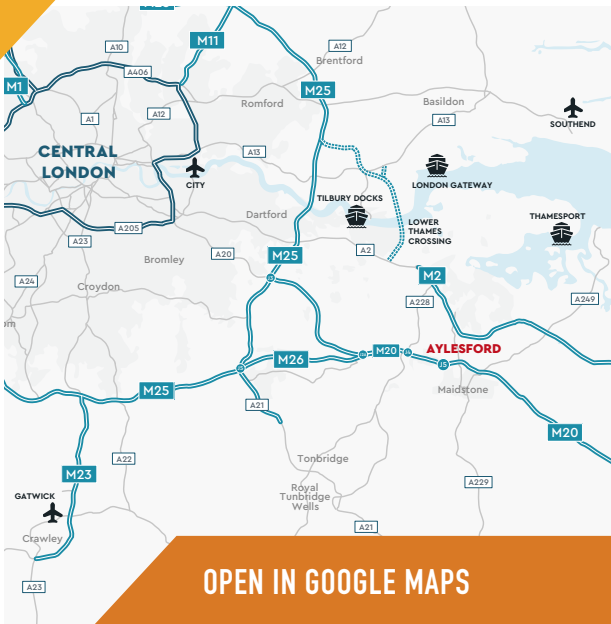 A10
M11
A12
Brentford
A406
M1
M25
Romford
Basildon
A1
A12
A13
SOUTHEND
A13
CENTRAL
LONDON
CITY
LONDON GATEWAY
TILBURY DOCKS
Dartford
THAMESPORT
A205
LOWER
THAMES
CROSSING
A23
A20
M25
A2
Bromley
M2
A24
Croydon
A228
A249
om
AYLESFORD
M20
M26
J5
M25
Maidstone
A21
M20
A22
Tonbridge
M23
A229
Royal
Tunbridge
Wells
GATWICK
A21
Crawley
A23
OPEN IN GOOGLE MAPS